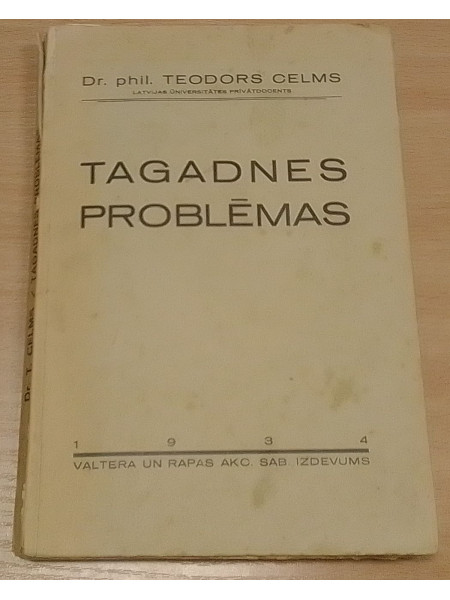 Dr. phil. TEODORS CELMS
LATVIJAS ŪNIVERSITĀTES PRIVĀTDOCENTS
TAGADNES
PROBLĒMAS
1 9 3 4
VALTERA UN RAPAS AKC. SAB. IZDEVUMS
Dr. T. CELMS / TAGADNES PROBLĒMAS